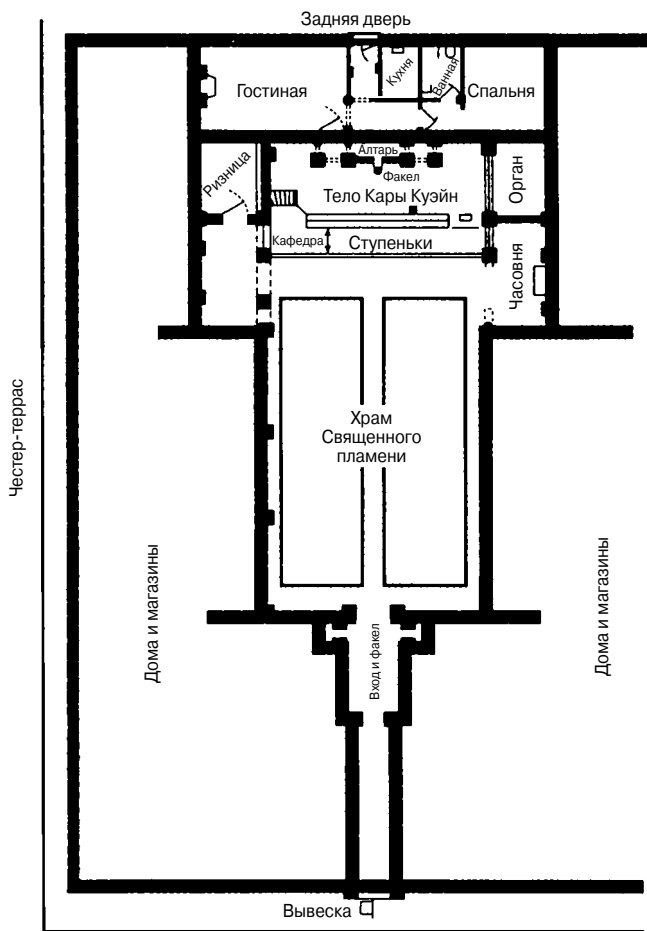 Задняя дверь
Гостиная
Кухня
Ванная
Спальня
Ризница
Алтарь
Факел
Тело Кары Куэйн
Орган
Кафедра
Ступеньки
Часовня
Храм
Священного
пламени
Честер-террас
Дома и магазины
Вход и факел
Дома и магазины
Вывеска